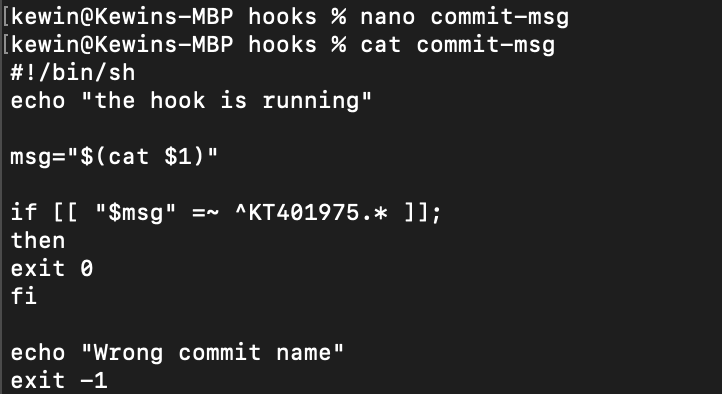 [kewin@Kewins-MBP hooks % nano commit-msg
[kewin@Kewins-MBP hooks % cat commit-msg
#!/bin/sh
echo "the hook is running"
msg="$(cat $1)"
if [[ "$msg" =~ ^KT401975.* ]];
then
exit 0
fi
echo "Wrong commit name"
exit -1